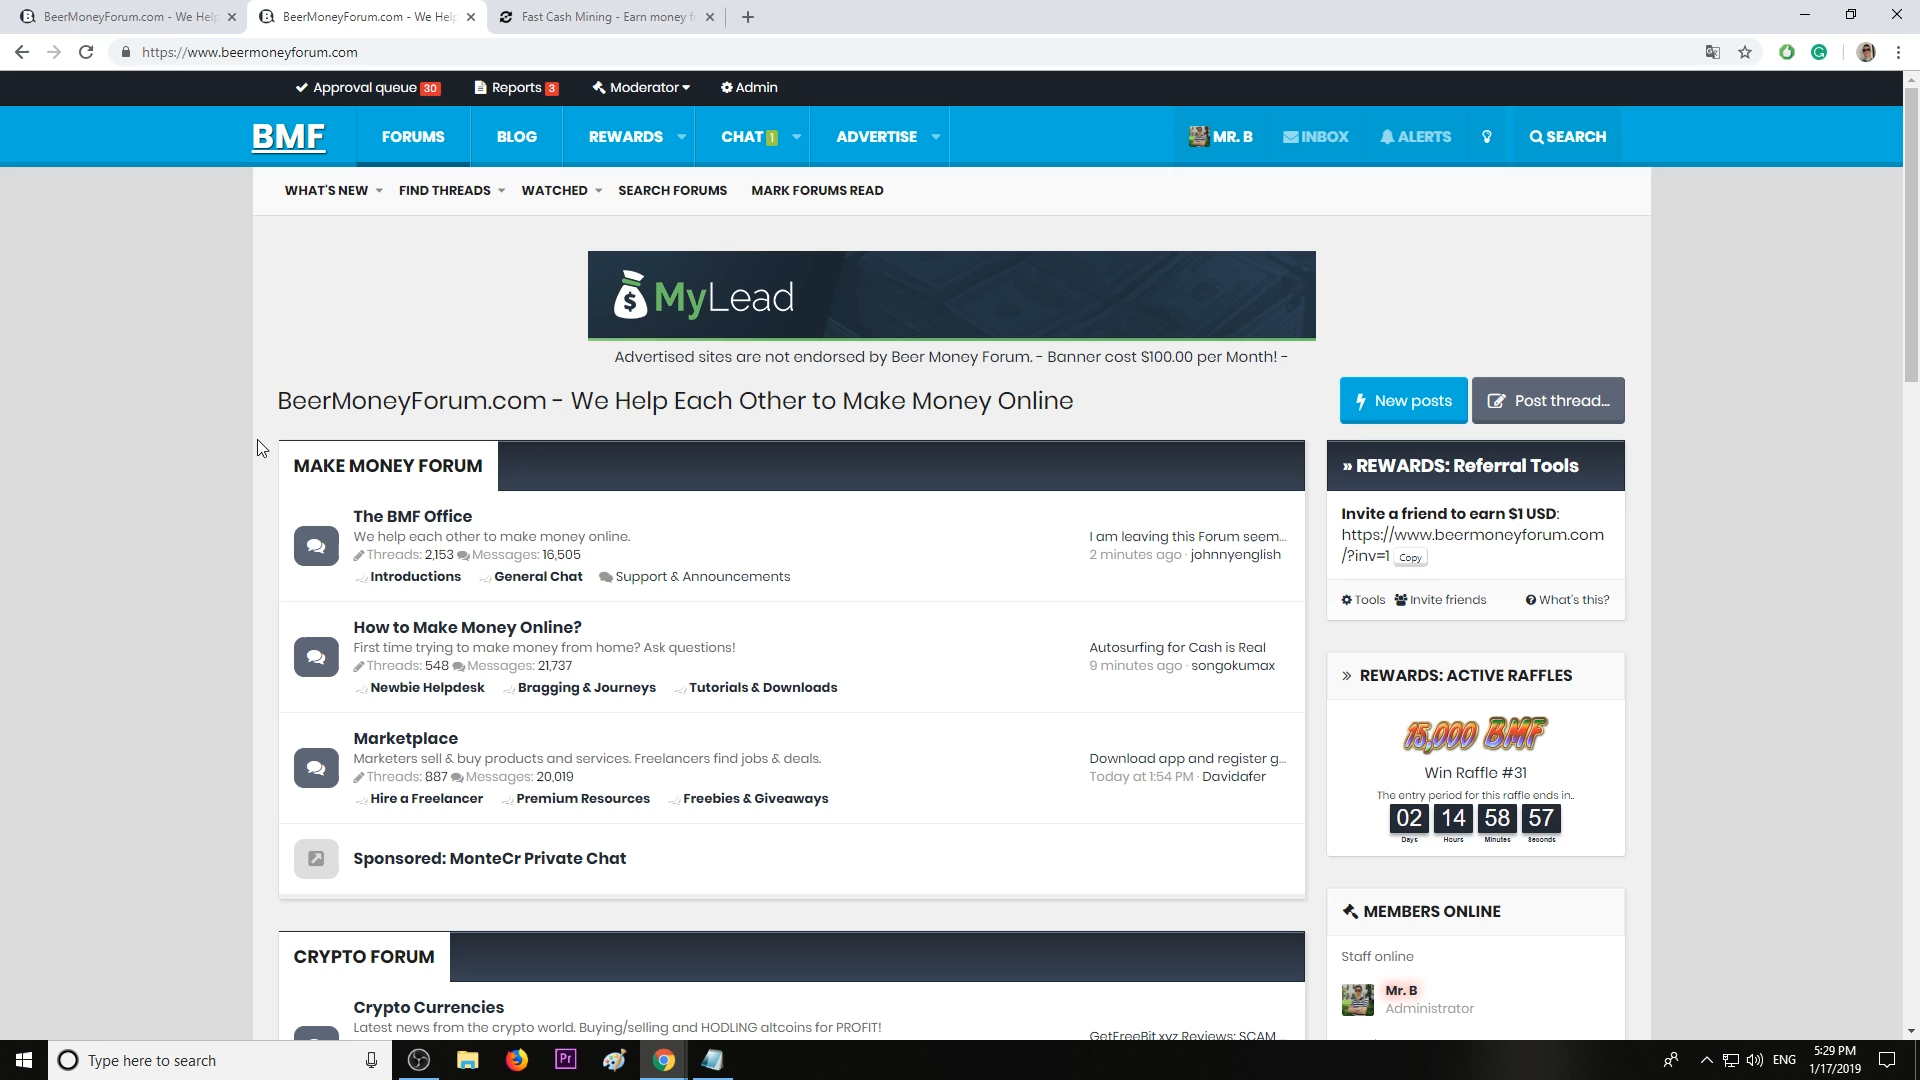 BeerMoneyForum.com - We Help
BeerMoneyForum.com - We Help
Fast Cash Mining - Earn money f
https://www.beermoneyforum.com
Approval queue 30 Reports 3 Moderator Admin
BMF FORUMS BLOG REWARDS CHAT 1 ADVERTISE MR. B INBOX ALERTS SEARCH
WHAT'S NEW FIND THREADS WATCHED SEARCH FORUMS MARK FORUMS READ
$ MyLead
Advertised sites are not endorsed by Beer Money Forum. - Banner cost $100.00 per Month! -
BeerMoneyForum.com - We Help Each Other to Make Money Online
New posts Post thread...
MAKE MONEY FORUM
The BMF Office
We help each other to make money online.
Threads: 2,153 Messages: 16,505
Introductions General Chat Support & Announcements
I am leaving this Forum seem...
2 minutes ago · johnnyenglish
How to Make Money Online?
First time trying to make money from home? Ask questions!
Threads: 548 Messages: 21,737
Newbie Helpdesk Bragging & Journeys Tutorials & Downloads
Autosurfing for Cash is Real
9 minutes ago · songokumax
Marketplace
Marketers sell & buy products and services. Freelancers find jobs & deals.
Threads: 887 Messages: 20,019
Hire a Freelancer Premium Resources Freebies & Giveaways
Download app and register g...
Today at 1:54 PM · Davidafer
Sponsored: MonteCr Private Chat
CRYPTO FORUM
Crypto Currencies
Latest news from the crypto world. Buying/selling and HODLING altcoins for PROFIT!
GetFreeBit.xyz Reviews: SCAM...
» REWARDS: Referral Tools
Invite a friend to earn $1 USD:
https://www.beermoneyforum.com
/?inv=1 Copy
Tools Invite friends What's this?
» REWARDS: ACTIVE RAFFLES
15,000 BMF
Win Raffle #31
The entry period for this raffle ends in..
02 14 58 57
Days Hours Minutes Seconds
MEMBERS ONLINE
Staff online
Mr. B
Administrator
Type here to search
Pr
ENG
5:29 PM
1/17/2019